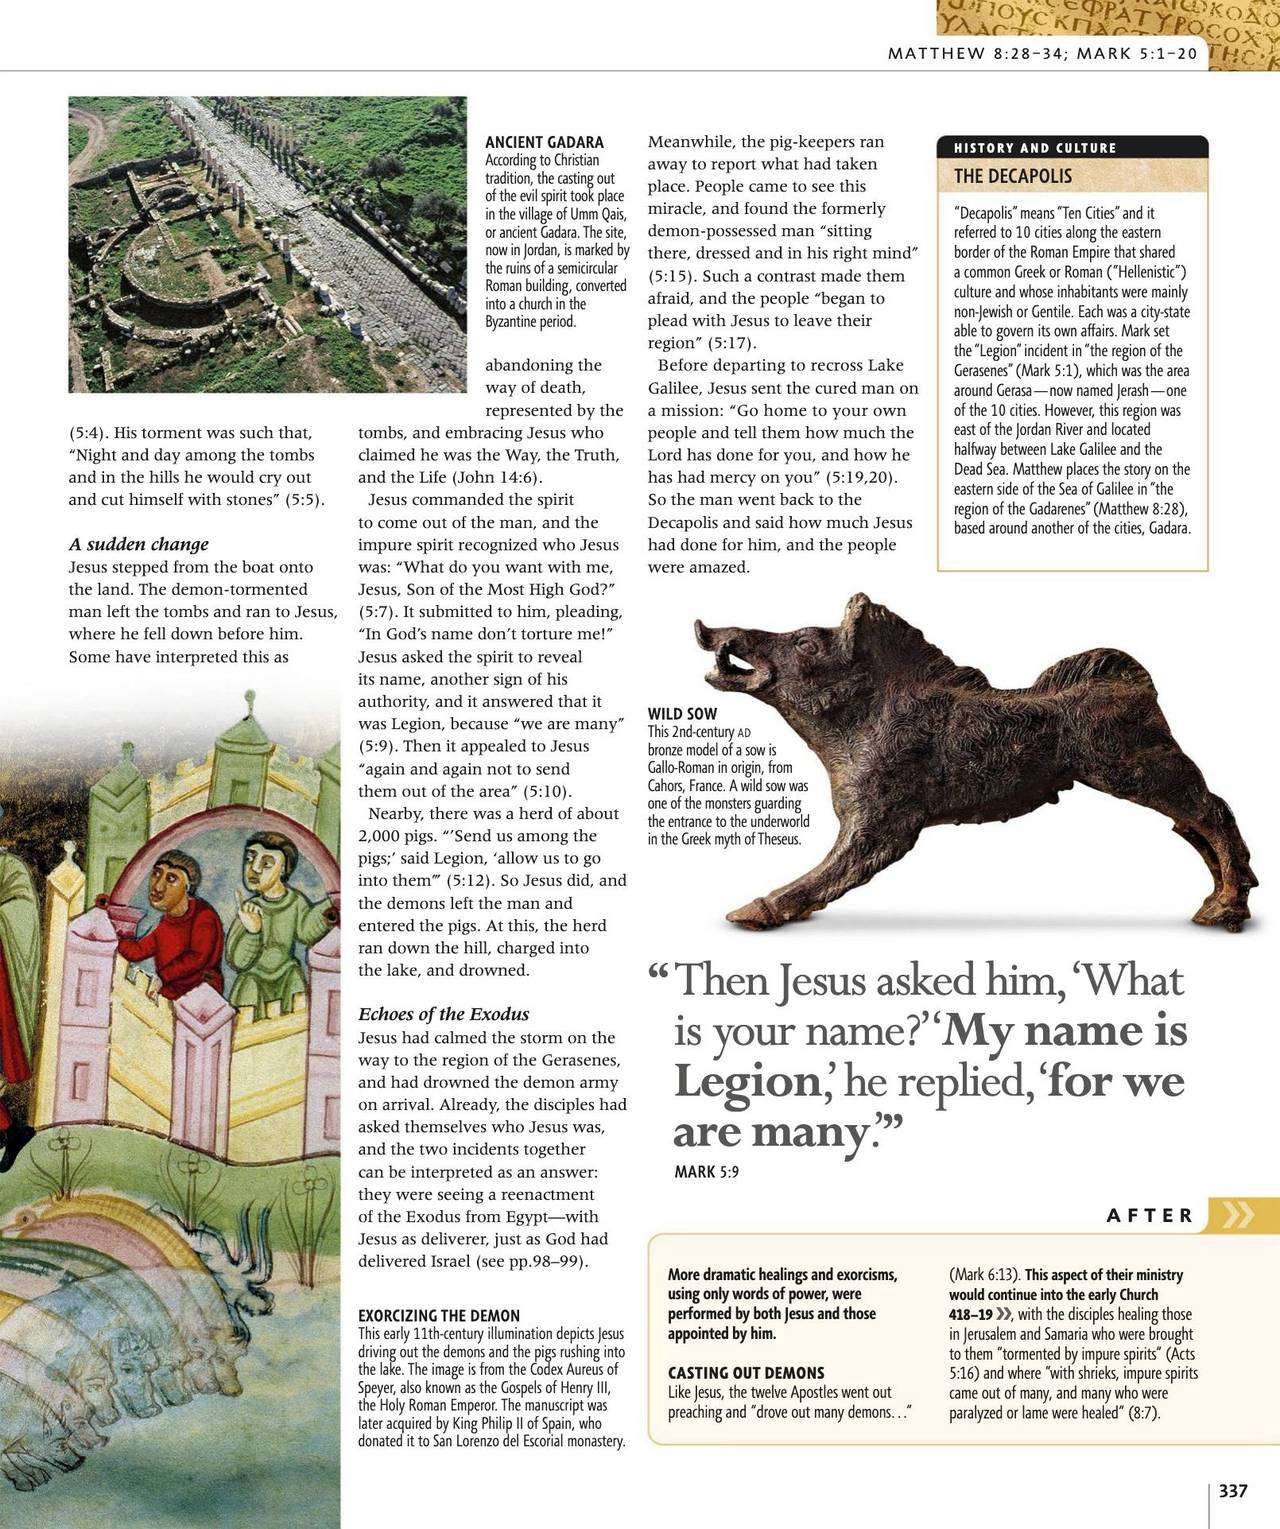 MATTHEW 8:28–34; MARK 5:1–20
ANCIENT GADARA
According to Christian
tradition, the casting out
of the evil spirit took place
in the village of Umm Qais,
or ancient Gadara. The site,
now in Jordan, is marked by
the ruins of a semicircular
Roman building, converted
into a church in the
Byzantine period.
(5:4). His torment was such that,
“Night and day among the tombs
and in the hills he would cry out
and cut himself with stones” (5:5).
A sudden change
Jesus stepped from the boat onto
the land. The demon-tormented
man left the tombs and ran to Jesus,
where he fell down before him.
Some have interpreted this as
abandoning the
way of death,
represented by the
tombs, and embracing Jesus who
claimed he was the Way, the Truth,
and the Life (John 14:6).
Jesus commanded the spirit
to come out of the man, and the
impure spirit recognized who Jesus
was: “What do you want with me,
Jesus, Son of the Most High God?”
(5:7). It submitted to him, pleading,
“In God’s name don’t torture me!”
Jesus asked the spirit to reveal
its name, another sign of his
authority, and it answered that it
was Legion, because “we are many”
(5:9). Then it appealed to Jesus
“again and again not to send
them out of the area” (5:10).
Nearby, there was a herd of about
2,000 pigs. “‘Send us among the
pigs;’ said Legion, ‘allow us to go
into them’” (5:12). So Jesus did, and
the demons left the man and
entered the pigs. At this, the herd
ran down the hill, charged into
the lake, and drowned.
Echoes of the Exodus
Jesus had calmed the storm on the
way to the region of the Gerasenes,
and had drowned the demon army
on arrival. Already, the disciples had
asked themselves who Jesus was,
and the two incidents together
can be interpreted as an answer:
they were seeing a reenactment
of the Exodus from Egypt—with
Jesus as deliverer, just as God had
delivered Israel (see pp.98–99).
EXORCIZING THE DEMON
This early 11th-century illumination depicts Jesus
driving out the demons and the pigs rushing into
the lake. The image is from the Codex Aureus of
Speyer, also known as the Gospels of Henry III,
the Holy Roman Emperor. The manuscript was
later acquired by King Philip II of Spain, who
donated it to San Lorenzo del Escorial monastery.
Meanwhile, the pig-keepers ran
away to report what had taken
place. People came to see this
miracle, and found the formerly
demon-possessed man “sitting
there, dressed and in his right mind”
(5:15). Such a contrast made them
afraid, and the people “began to
plead with Jesus to leave their
region” (5:17).
Before departing to recross Lake
Galilee, Jesus sent the cured man on
a mission: “Go home to your own
people and tell them how much the
Lord has done for you, and how he
has had mercy on you” (5:19,20).
So the man went back to the
Decapolis and said how much Jesus
had done for him, and the people
were amazed.
HISTORY AND CULTURE
THE DECAPOLIS
“Decapolis” means “Ten Cities” and it
referred to 10 cities along the eastern
border of the Roman Empire that shared
a common Greek or Roman (“Hellenistic”)
culture and whose inhabitants were mainly
non-Jewish or Gentile. Each was a city-state
able to govern its own affairs. Mark set
the “Legion” incident in “the region of the
Gerasenes” (Mark 5:1), which was the area
around Gerasa—now named Jerash—one
of the 10 cities. However, this region was
east of the Jordan River and located
halfway between Lake Galilee and the
Dead Sea. Matthew places the story on the
eastern side of the Sea of Galilee in “the
region of the Gadarenes” (Matthew 8:28),
based around another of the cities, Gadara.
WILD SOW
This 2nd-century AD
bronze model of a sow is
Gallo-Roman in origin, from
Cahors, France. A wild sow was
one of the monsters guarding
the entrance to the underworld
in the Greek myth of Theseus.
“Then Jesus asked him, ‘What
is your name?’ ‘My name is
Legion,’ he replied, ‘for we
are many.’”
MARK 5:9
AFTER
More dramatic healings and exorcisms,
using only words of power, were
performed by both Jesus and those
appointed by him.
CASTING OUT DEMONS
Like Jesus, the twelve Apostles went out
preaching and “drove out many demons…”
(Mark 6:13). This aspect of their ministry
would continue into the early Church
418–19 ❯❯, with the disciples healing those
in Jerusalem and Samaria who were brought
to them “tormented by impure spirits” (Acts
5:16) and where “with shrieks, impure spirits
came out of many, and many who were
paralyzed or lame were healed” (8:7).
337